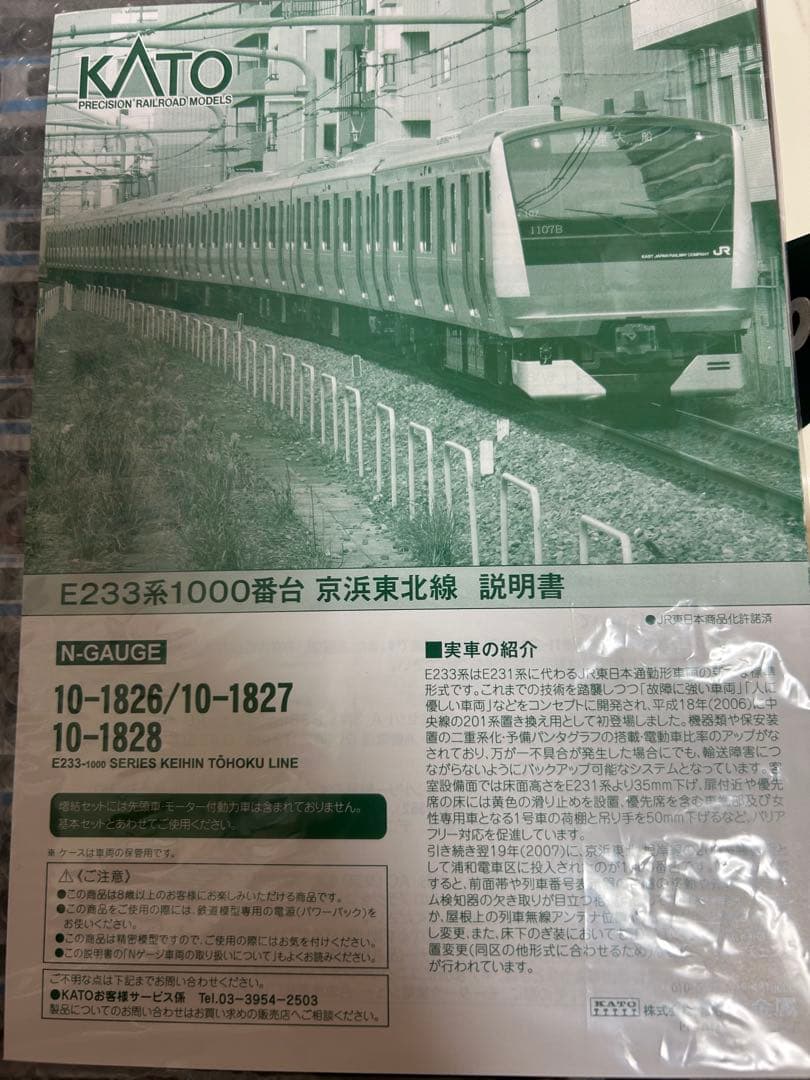 KATO
PRECISION RAILROAD MODELS
大船
1107B
EAST JAPAN RAILWAY COMPANY JR
E233系1000番台 京浜東北線 説明書
●JR東日本商品化許諾済
N-GAUGE
10-1826/10-1827
10-1828
E233-1000 SERIES KEIHIN TŌHOKU LINE
増結セットには先頭車・モーター付動力車は含まれておりません。
基本セットとあわせてご使用ください。
※ ケースは車両の保管用です。
⚠〈ご注意〉
●この商品は8歳以上のお客様にお楽しみいただける商品です。
●この商品をご使用の際には、鉄道模型専用の電源(パワーパック)を
お使いください。
●この商品は精密模型ですので、ご使用の際にはお気を付けください。
●この説明書の「Nゲージ車両の取り扱いについて」もよくお読みください。
ご不明な点は下記までお問い合わせください。
●KATOお客様サービス係 Tel.03-3954-2503
製品についてのお問い合わせはお買い求めの販売店へご相談ください。
■実車の紹介
E233系はE231系に代わるJR東日本通勤形車両の
形式です。これまでの技術を踏襲しつつ「故障に強い車両」「人に
優しい車両」などをコンセプトに開発され、平成18年(2006)に中
央線の201系置き換え用として初登場しました。機器類や保安装
置の二重系化・予備パンタグラフの搭載・電動車比率のアップがな
されており、万が一不具合が発生した場合にでも、輸送障害につ
ながらないようにバックアップ可能なシステムとなっています。客
室設備面では床面高さをE231系より35mm下げ、扉付近や優先
席の床には黄色の滑り止めを設置、優先席を含む車端部及び女
性専用車となる1号車の荷棚と吊り手を50mm下げるなど、バリア
フリー対応を促進しています。
引き続き翌19年(2007)に、京浜東
して浦和電車区に投入されたのが
すると、前面帯や列車番号表
ム検知器の欠き取りが目立つ
か、屋根上の列車無線アンテナ位
し変更、また、床下のぎ装においても
置変更(同区の他形式に合わせるため)
が行われています。
KATO 株式会社